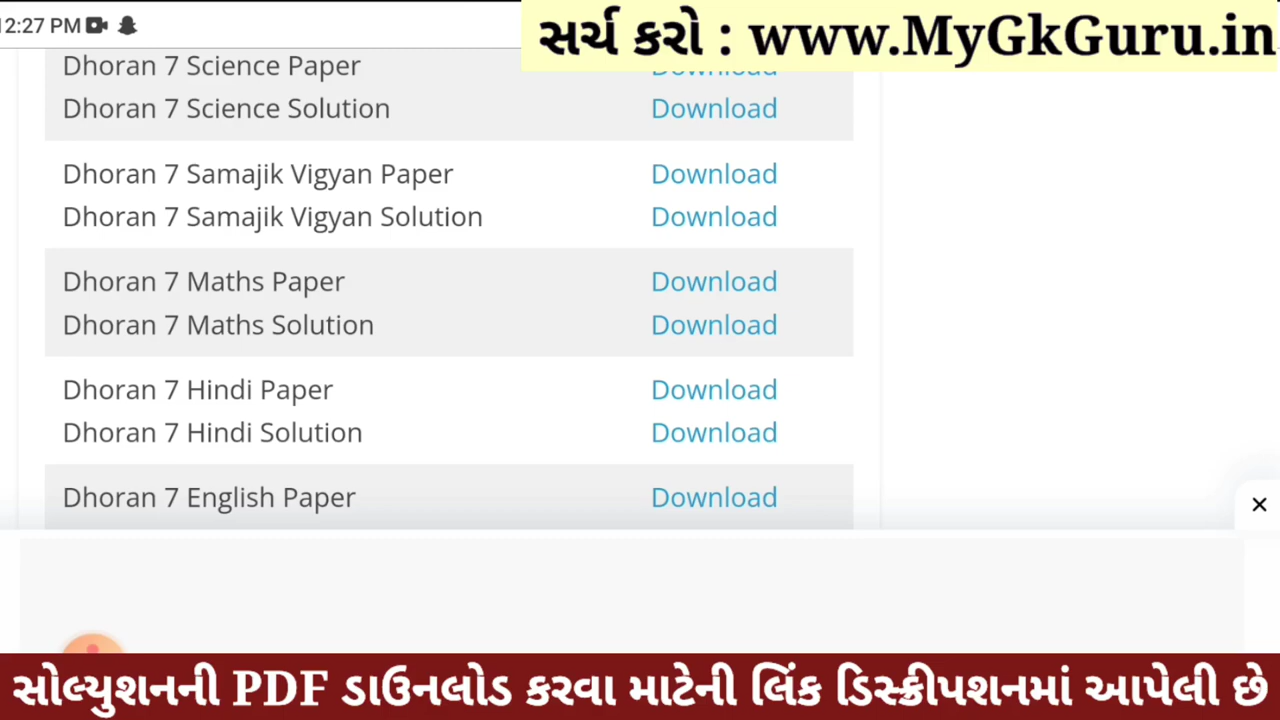 12:27 PM
સર્ચ કરો : www.MyGkGuru.in
Dhoran 7 Science Paper Download
Dhoran 7 Science Solution Download
Dhoran 7 Samajik Vigyan Paper Download
Dhoran 7 Samajik Vigyan Solution Download
Dhoran 7 Maths Paper Download
Dhoran 7 Maths Solution Download
Dhoran 7 Hindi Paper Download
Dhoran 7 Hindi Solution Download
Dhoran 7 English Paper Download
સોલ્યુશનની PDF ડાઉનલોડ કરવા માટેની લિંક ડિસ્ક્રીપશનમાં આપેલી છે